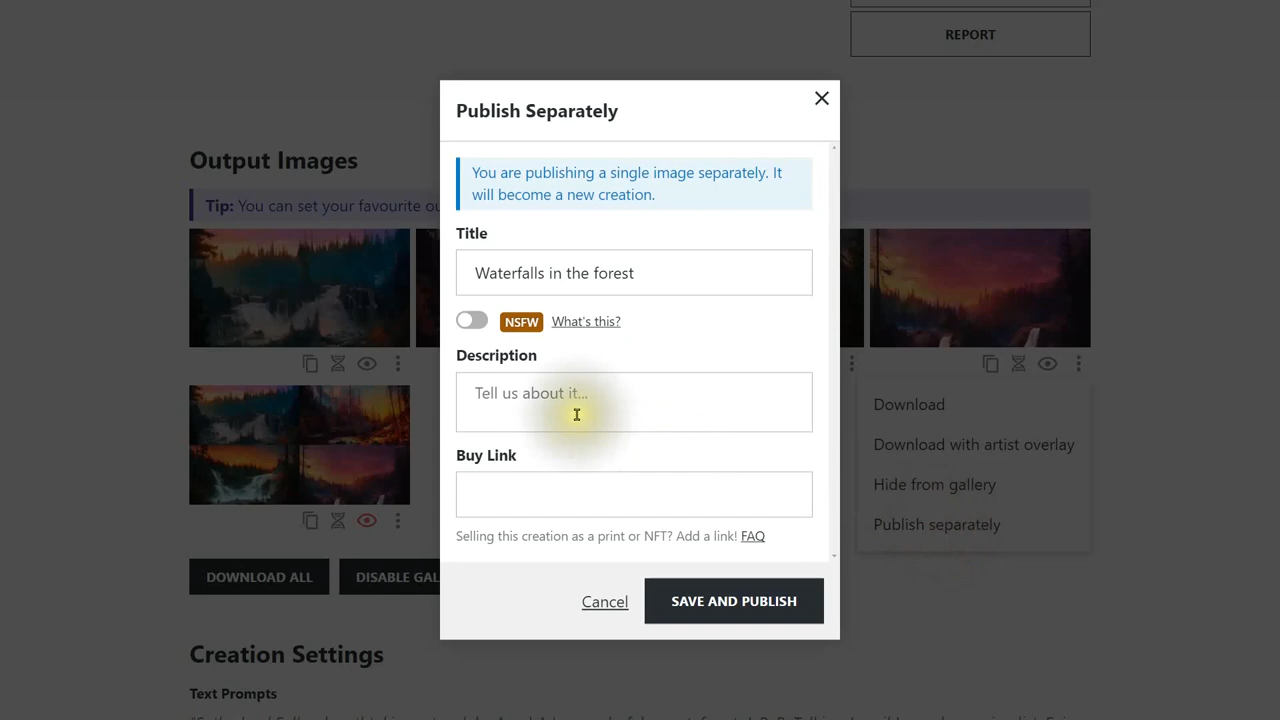 REPORT
Publish Separately
You are publishing a single image separately. It
will become a new creation.
Title
Waterfalls in the forest
NSFW What's this?
Description
Tell us about it...
Buy Link
Selling this creation as a print or NFT? Add a link! FAQ
Cancel
SAVE AND PUBLISH
Output Images
Tip: You can set your favourite
Download
Download with artist overlay
Hide from gallery
Publish separately
DOWNLOAD ALL
DISABLE
Creation Settings
Text Prompts